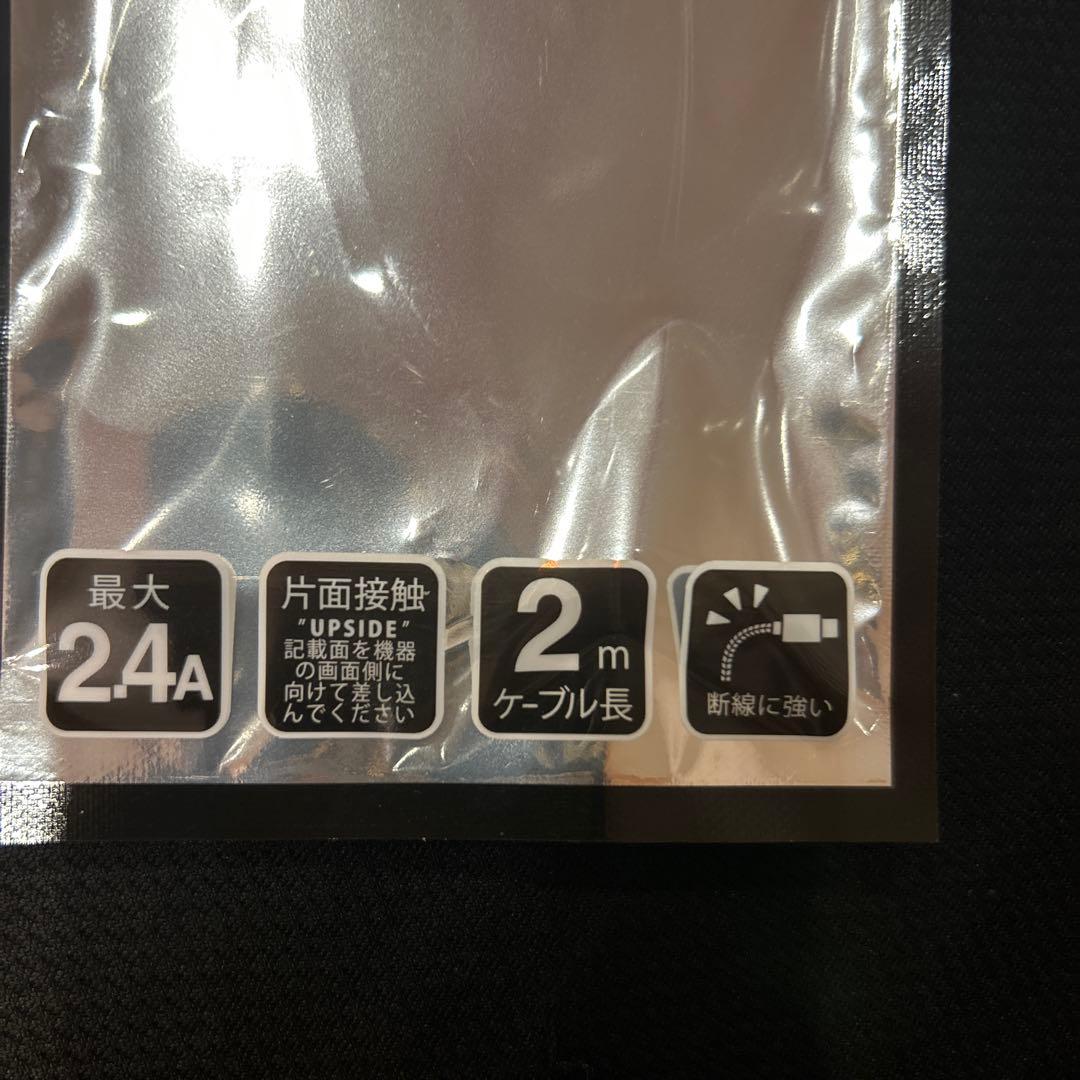 最大
2.4A
片面接触
"UPSIDE"
記載面を機器
の画面側に
向けて差し込
んでください
2m
ケーブル長
断線に強い